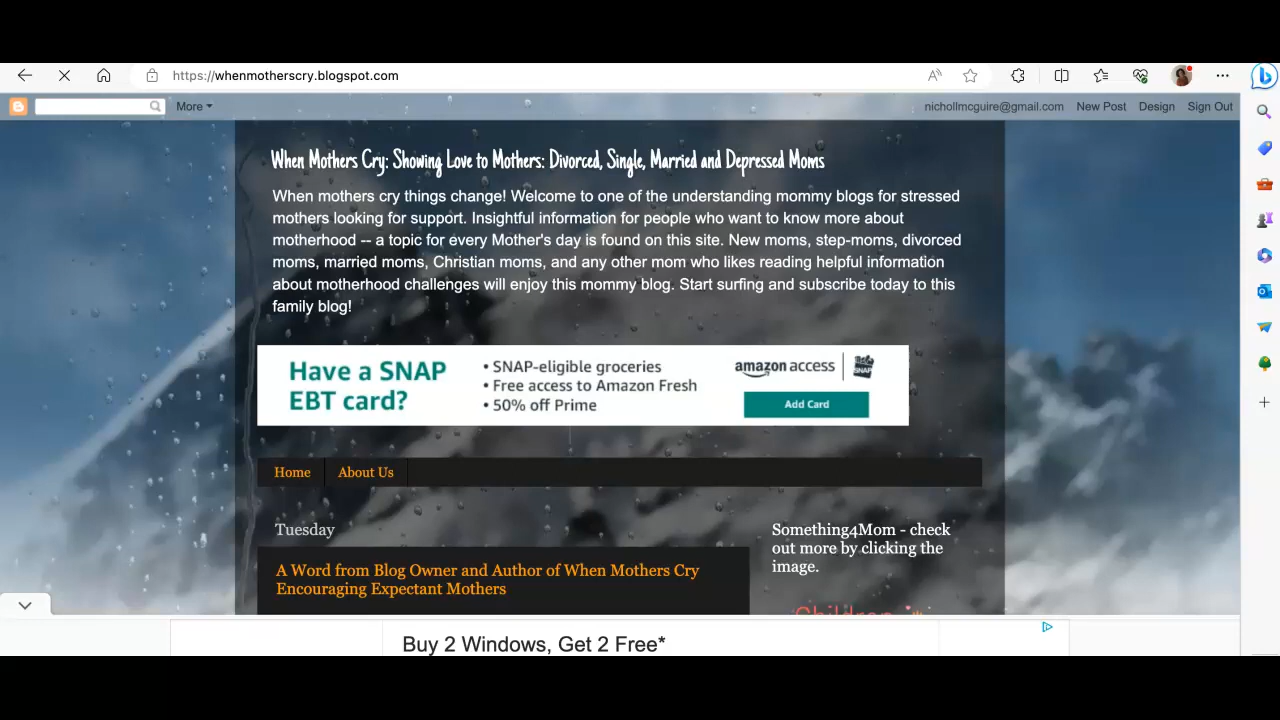 https://whenmotherscry.blogspot.com
More
nichollmcguire@gmail.com New Post Design Sign Out
When Mothers Cry: Showing Love to Mothers: Divorced, Single, Married and Depressed Moms
When mothers cry things change! Welcome to one of the understanding mommy blogs for stressed
mothers looking for support. Insightful information for people who want to know more about
motherhood -- a topic for every Mother's day is found on this site. New moms, step-moms, divorced
moms, married moms, Christian moms, and any other mom who likes reading helpful information
about motherhood challenges will enjoy this mommy blog. Start surfing and subscribe today to this
family blog!
Have a SNAP
EBT card?
• SNAP-eligible groceries
• Free access to Amazon Fresh
• 50% off Prime
amazon access
SNAP
Add Card
Home About Us
Tuesday
A Word from Blog Owner and Author of When Mothers Cry
Encouraging Expectant Mothers
Something4Mom - check
out more by clicking the
image.
Children
Buy 2 Windows, Get 2 Free*